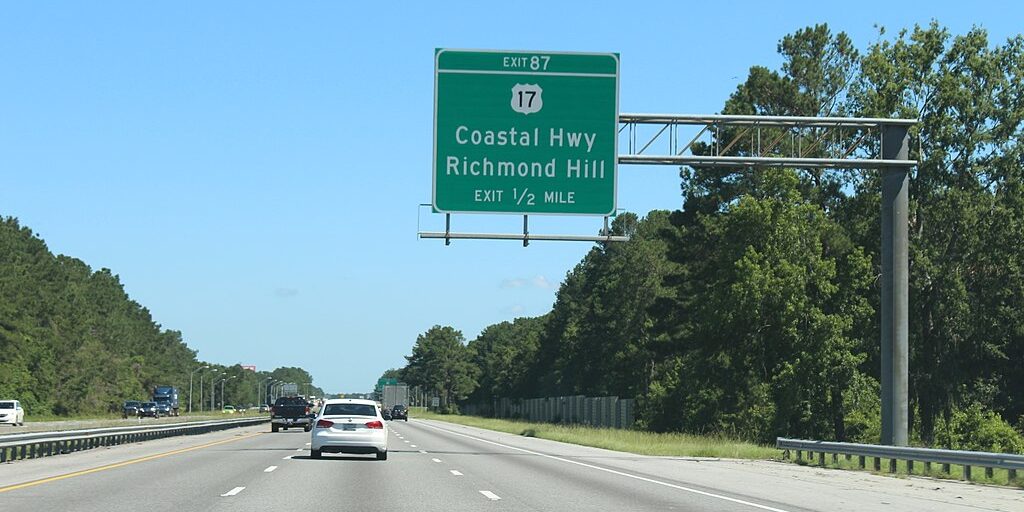 EXIT 87
17
Coastal Hwy
Richmond Hill
EXIT 1/2 MILE